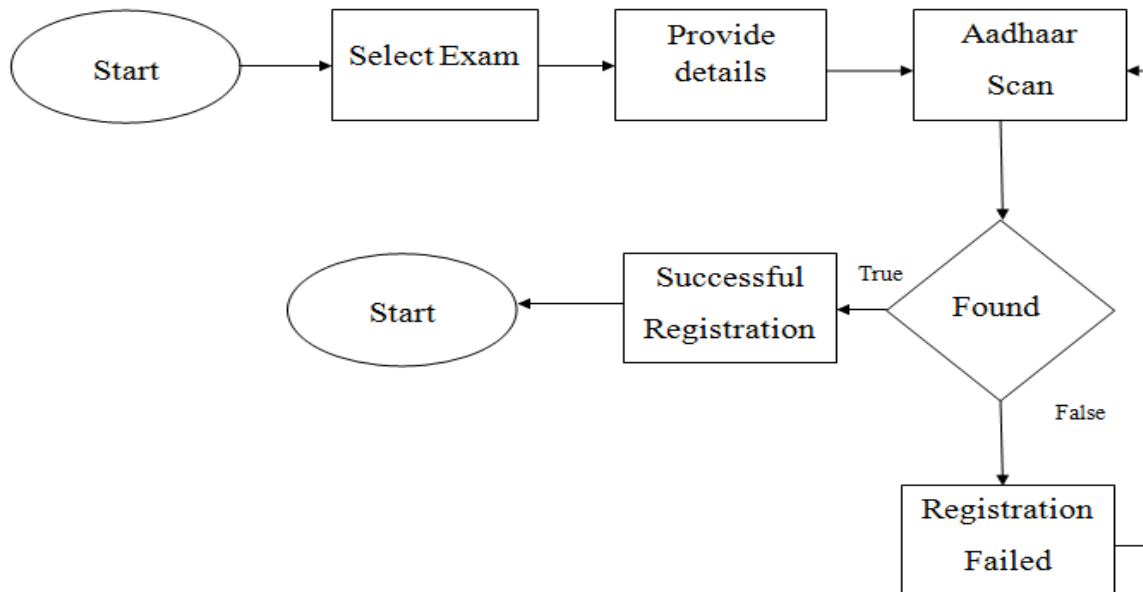 Start
Select Exam
Provide
details
Aadhaar
Scan
Found
True
Successful
Registration
Start
False
Registration
Failed